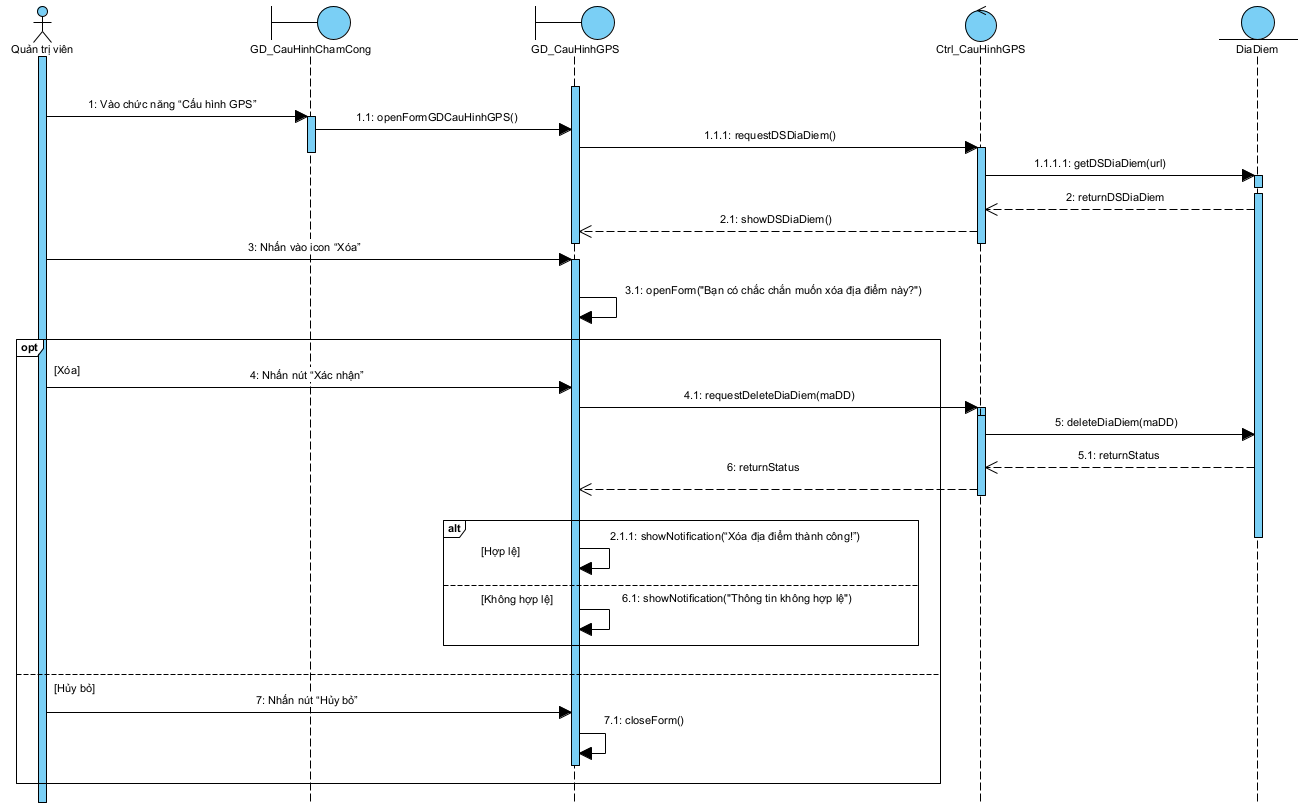 Quản trị viên
GD_CauHinhChamCong
GD_CauHinhGPS
Ctrl_CauHinhGPS
DiaDiem
1: Vào chức năng “Cấu hình GPS”
1.1: openFormGDCauHinhGPS()
1.1.1: requestDSDiaDiem()
1.1.1.1: getDSDiaDiem(url)
2: returnDSDiaDiem
2.1: showDSDiaDiem()
3: Nhấn vào icon “Xóa”
3.1: openForm("Bạn có chắc chắn muốn xóa địa điểm này?")
opt
[Xóa]
4: Nhấn nút “Xác nhận”
4.1: requestDeleteDiaDiem(maDD)
5: deleteDiaDiem(maDD)
5.1: returnStatus
6: returnStatus
alt
2.1.1: showNotification(“Xóa địa điểm thành công!”)
[Hợp lệ]
6.1: showNotification("Thông tin không hợp lệ")
[Không hợp lệ]
[Hủy bỏ]
7: Nhấn nút “Hủy bỏ”
7.1: closeForm()